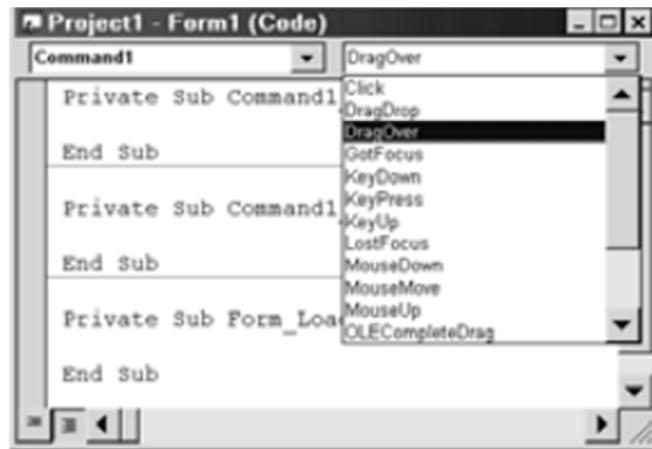 Project1 - Form1 (Code)
Command1 DragOver
Private Sub Command1
End Sub
Private Sub Command1
End Sub
Private Sub Form_Loa
End Sub
Click
DragDrop
DragOver
GotFocus
KeyDown
KeyPress
KeyUp
LostFocus
MouseDown
MouseMove
MouseUp
OLECompleteDrag